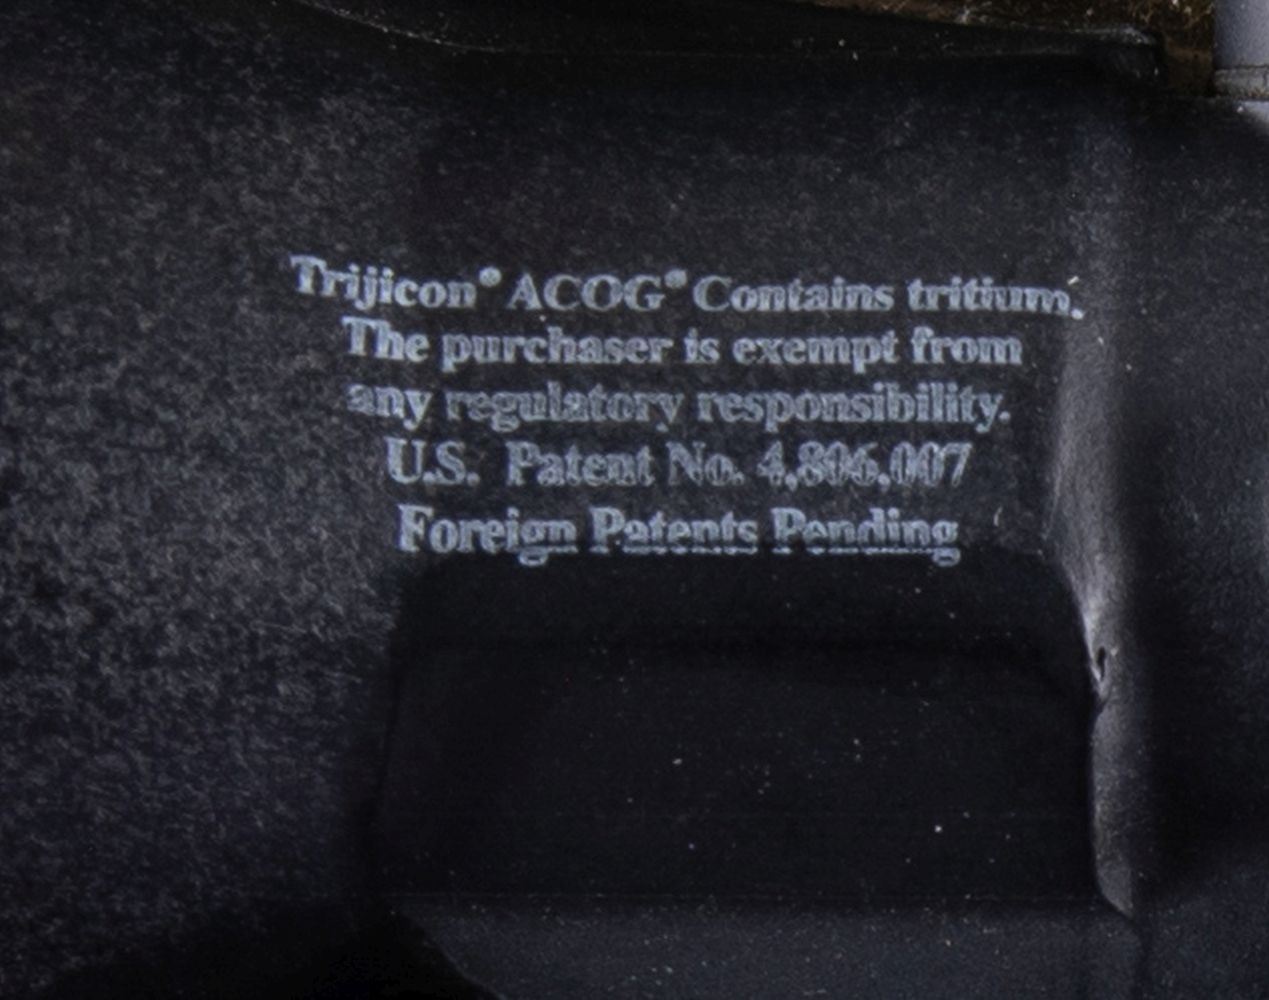 Trijicon® ACOG® Contains tritium.
The purchaser is exempt from
any regulatory responsibility.
U.S. Patent No. 4,806,007
Foreign Patents Pending